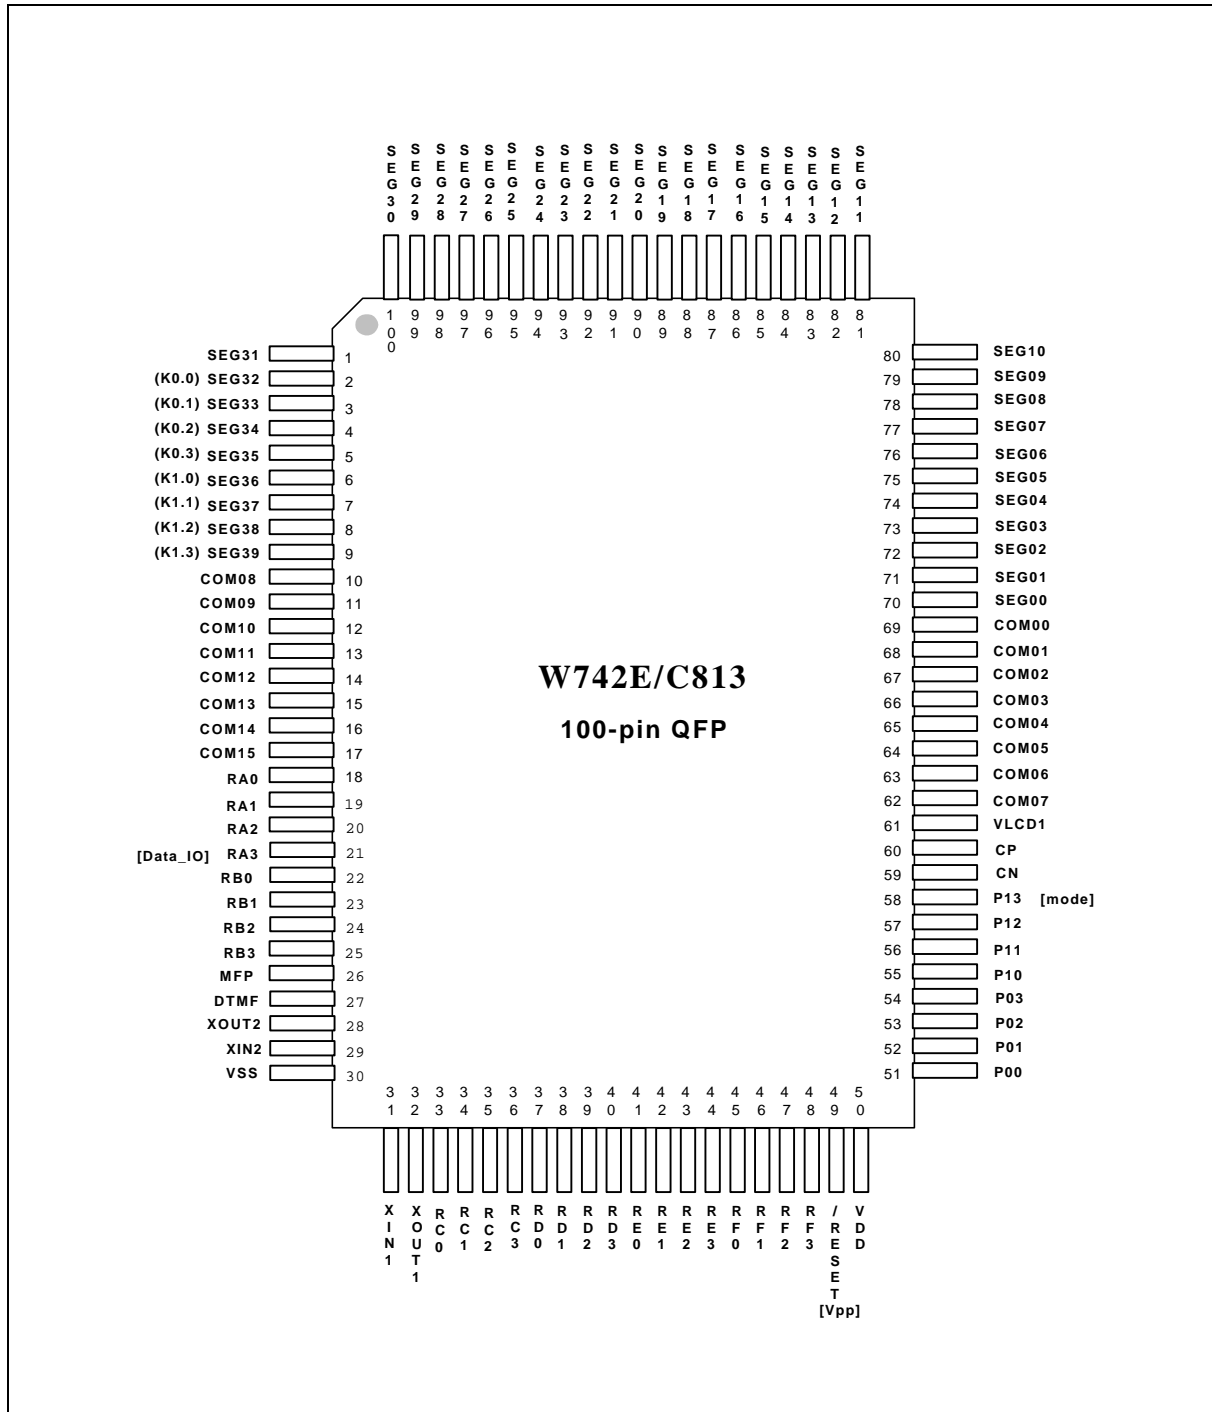 SEG30 SEG29 SEG28 SEG27 SEG26 SEG25 SEG24 SEG23 SEG22 SEG21 SEG20 SEG19 SEG18 SEG17 SEG16 SEG15 SEG14 SEG13 SEG12 SEG11
100 99 98 97 96 95 94 93 92 91 90 89 88 87 86 85 84 83 82 81
SEG31 1
(K0.0) SEG32 2
(K0.1) SEG33 3
(K0.2) SEG34 4
(K0.3) SEG35 5
(K1.0) SEG36 6
(K1.1) SEG37 7
(K1.2) SEG38 8
(K1.3) SEG39 9
COM08 10
COM09 11
COM10 12
COM11 13
COM12 14
COM13 15
COM14 16
COM15 17
RA0 18
RA1 19
RA2 20
[Data_IO] RA3 21
RB0 22
RB1 23
RB2 24
RB3 25
MFP 26
DTMF 27
XOUT2 28
XIN2 29
VSS 30
W742E/C813
100-pin QFP
80 SEG10
79 SEG09
78 SEG08
77 SEG07
76 SEG06
75 SEG05
74 SEG04
73 SEG03
72 SEG02
71 SEG01
70 SEG00
69 COM00
68 COM01
67 COM02
66 COM03
65 COM04
64 COM05
63 COM06
62 COM07
61 VLCD1
60 CP
59 CN
58 P13 [mode]
57 P12
56 P11
55 P10
54 P03
53 P02
52 P01
51 P00
31 32 33 34 35 36 37 38 39 40 41 42 43 44 45 46 47 48 49 50
XIN1 XOUT1 RC0 RC1 RC2 RC3 RD0 RD1 RD2 RD3 RE0 RE1 RE2 RE3 RF0 RF1 RF2 RF3 /RESET VDD
[Vpp]